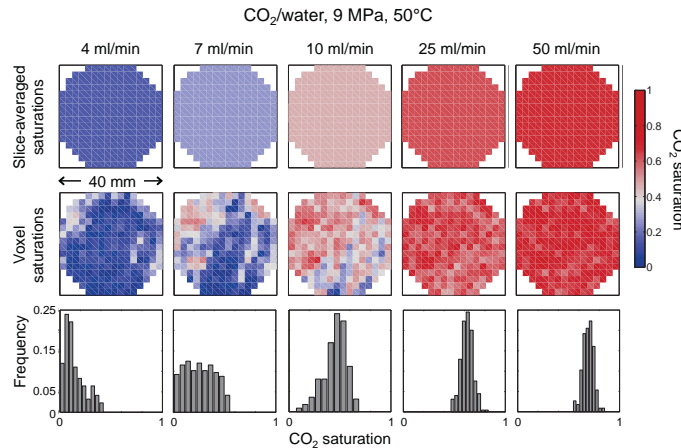 CO₂/water, 9 MPa, 50°C
4 ml/min 7 ml/min 10 ml/min 25 ml/min 50 ml/min
Slice-averaged
saturations
40 mm
Voxel
saturations
1
0.8
0.6
0.4
0.2
0
CO₂ saturation
Frequency
0.25
0.15
0.05
0
0 1 0 1 0 1 0 1 0 1
CO₂ saturation